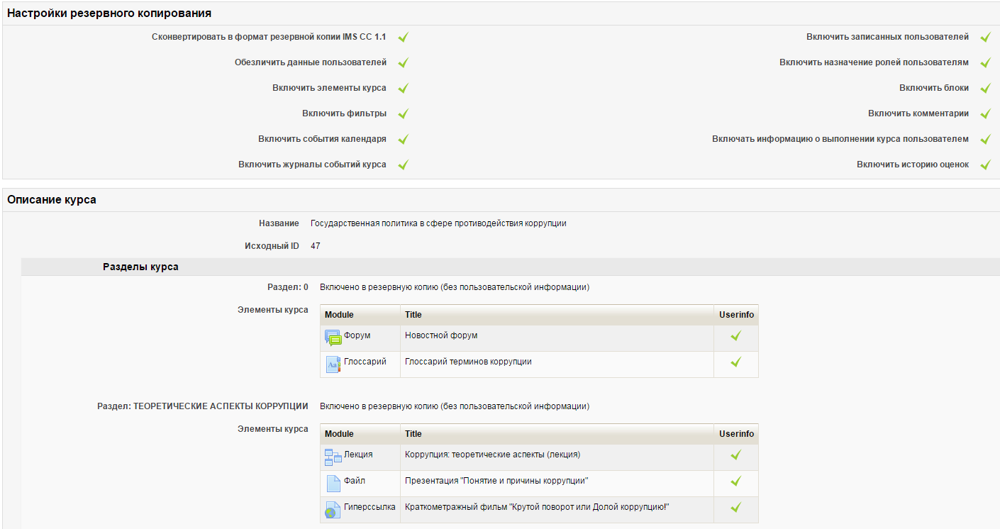 Настройки резервного копирования
Сконвертировать в формат резервной копии IMS CC 1.1 Включить записанных пользователей
Обезличить данные пользователей Включить назначение ролей пользователям
Включить элементы курса Включить блоки
Включить фильтры Включить комментарии
Включить события календаря Включать информацию о выполнении курса пользователем
Включить журналы событий курса Включить историю оценок
Описание курса
Название Государственная политика в сфере противодействия коррупции
Исходный ID 47
Разделы курса
Раздел: 0 Включено в резервную копию (без пользовательской информации)
Элементы курса
Module Title Userinfo
Форум Новостной форум
Глоссарий Глоссарий терминов коррупции
Раздел: ТЕОРЕТИЧЕСКИЕ АСПЕКТЫ КОРРУПЦИИ Включено в резервную копию (без пользовательской информации)
Элементы курса
Module Title Userinfo
Лекция Коррупция: теоретические аспекты (лекция)
Файл Презентация "Понятие и причины коррупции"
Гиперссылка Краткометражный фильм "Крутой поворот или Долой коррупцию!"